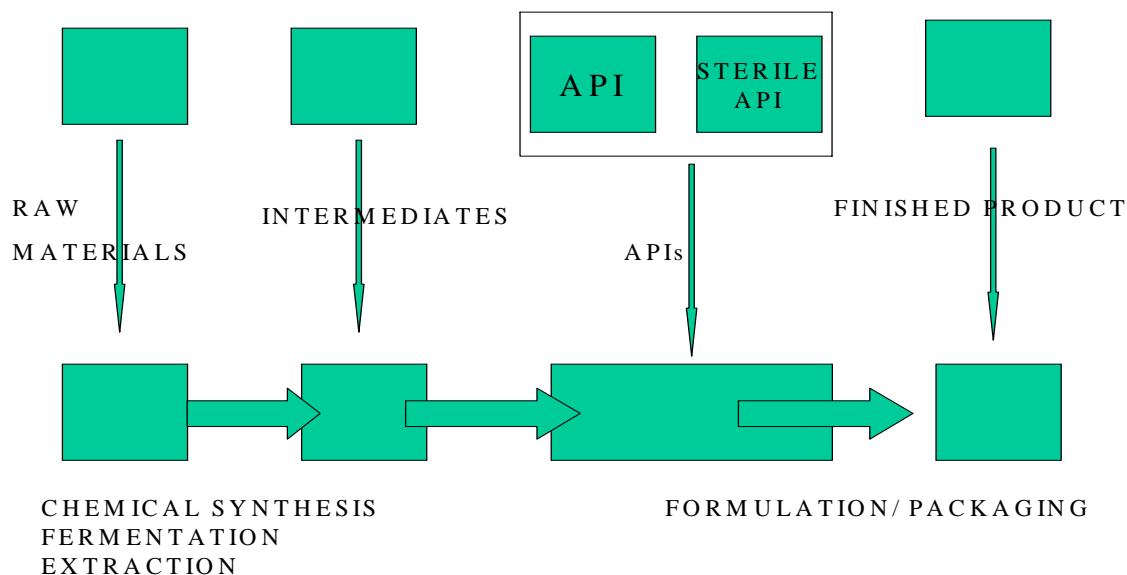 API
STERILE
API
RAW
MATERIALS
INTERMEDIATES
APIs
FINISHED PRODUCT
CHEMICAL SYNTHESIS
FERMENTATION
EXTRACTION
FORMULATION/ PACKAGING